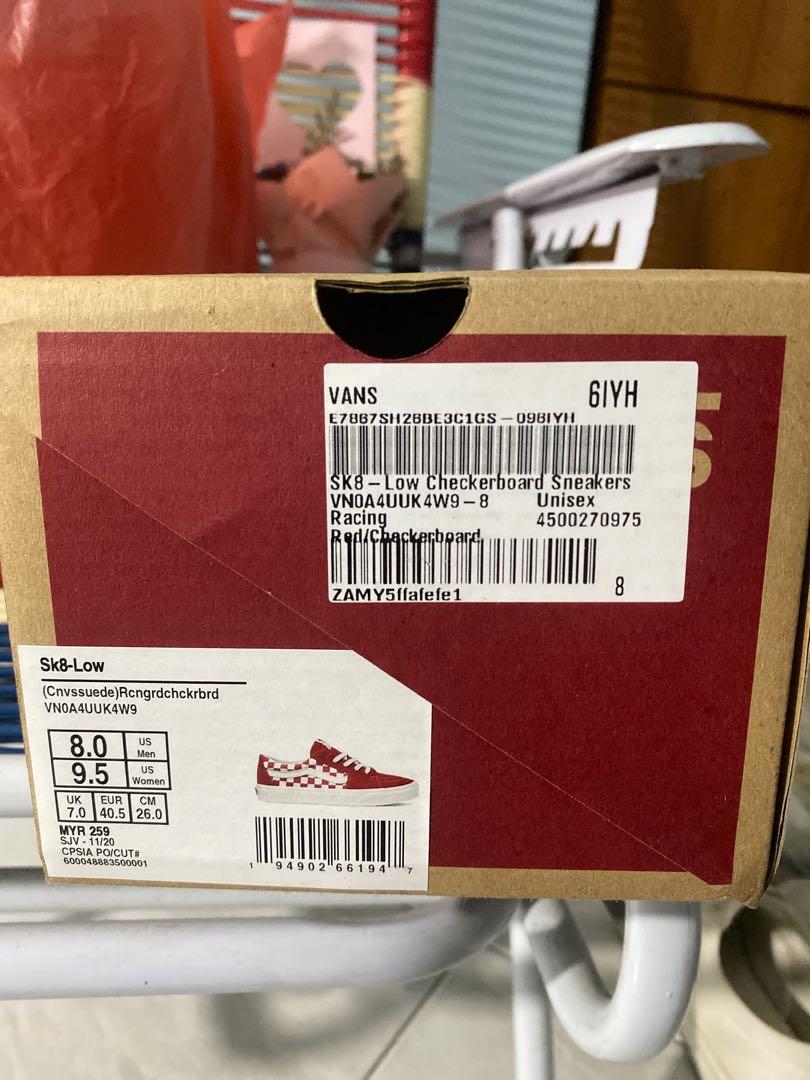 VANS 6IYH
E7867SH26BE3C1GS-096IYH
SK8-Low Checkerboard Sneakers
VN0A4UUK4W9-8 Unisex
Racing 4500270975
Red/Checkerboard
ZAMY5ffafefe1 8
Sk8-Low
(Cnvssuede)Rcngrdchckrbrd
VN0A4UUK4W9
8.0 US Men
9.5 US Women
UK EUR CM
7.0 40.5 26.0
MYR 259
SJV - 11/20
CPSIA PO/CUT#
600048883500001
1 94902 66194 7